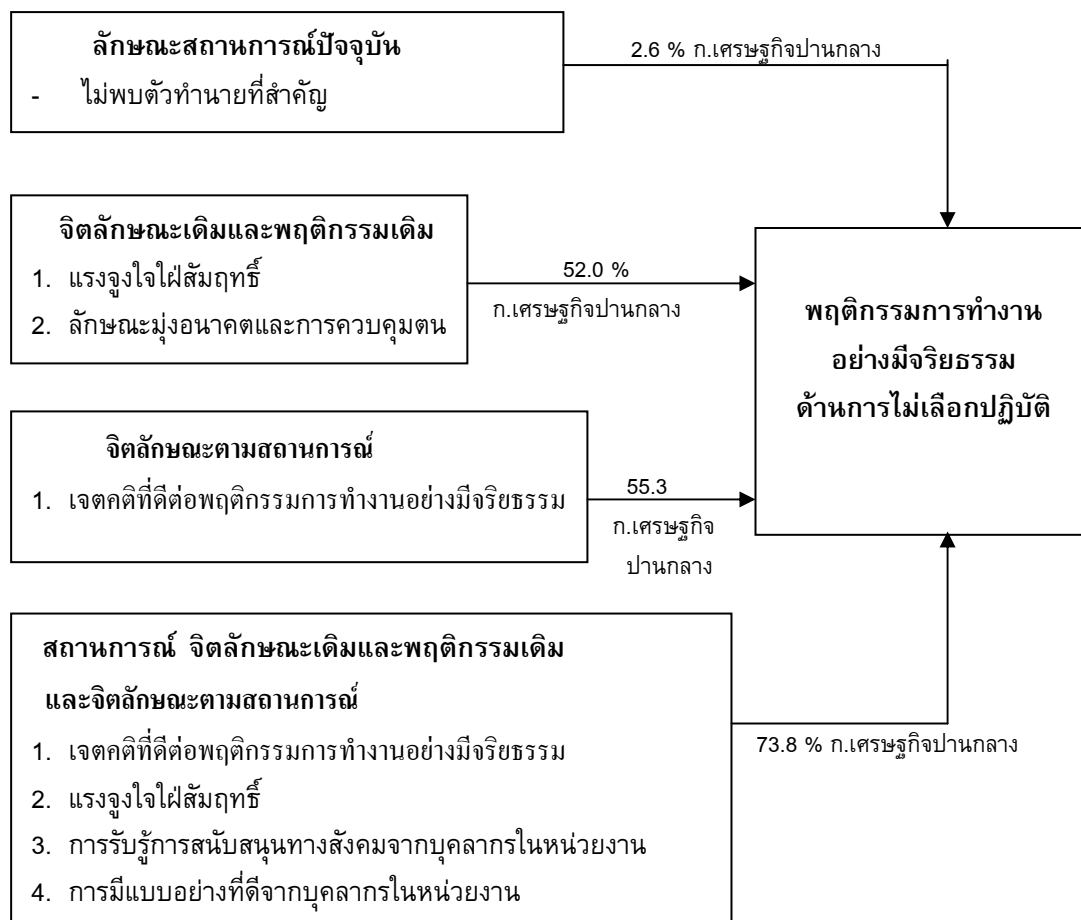 ลักษณะสถานการณ์ปัจจุบัน
- ไม่พบตัวทำนายที่สำคัญ
2.6 % ก.เศรษฐกิจปานกลาง
จิตลักษณะเดิมและพฤติกรรมเดิม
1. แรงจูงใจใฝ่สัมฤทธิ์
2. ลักษณะมุ่งอนาคตและการควบคุมตน
52.0 %
ก.เศรษฐกิจปานกลาง
พฤติกรรมการทำงาน
อย่างมีจริยธรรม
ด้านการไม่เลือกปฏิบัติ
จิตลักษณะตามสถานการณ์
1. เจตคติที่ดีต่อพฤติกรรมการทำงานอย่างมีจริยธรรม
55.3
ก.เศรษฐกิจ
ปานกลาง
สถานการณ์ จิตลักษณะเดิมและพฤติกรรมเดิม
และจิตลักษณะตามสถานการณ์
1. เจตคติที่ดีต่อพฤติกรรมการทำงานอย่างมีจริยธรรม
2. แรงจูงใจใฝ่สัมฤทธิ์
3. การรับรู้การสนับสนุนทางสังคมจากบุคลากรในหน่วยงาน
4. การมีแบบอย่างที่ดีจากบุคลากรในหน่วยงาน
73.8 % ก.เศรษฐกิจปานกลาง